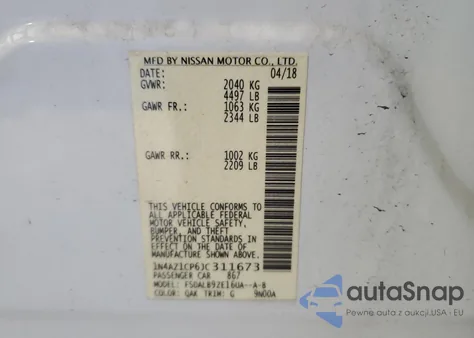 MFD BY NISSAN MOTOR CO., LTD.
DATE: 04/18
GVWR: 2040 KG
4497 LB
GAWR FR.: 1063 KG
2344 LB
GAWR RR.: 1002 KG
2209 LB
THIS VEHICLE CONFORMS TO
ALL APPLICABLE FEDERAL
MOTOR VEHICLE SAFETY,
BUMPER, AND THEFT
PREVENTION STANDARDS IN
EFFECT ON THE DATE OF
MANUFACTURE SHOWN ABOVE.
1N4AZ1CP6JC311673
PASSENGER CAR 867
MODEL: FSDALB9ZE16UA--A-B
COLOR: QAK TRIM: G 9W00A
autaSnap
Pewne auta z USA i EU